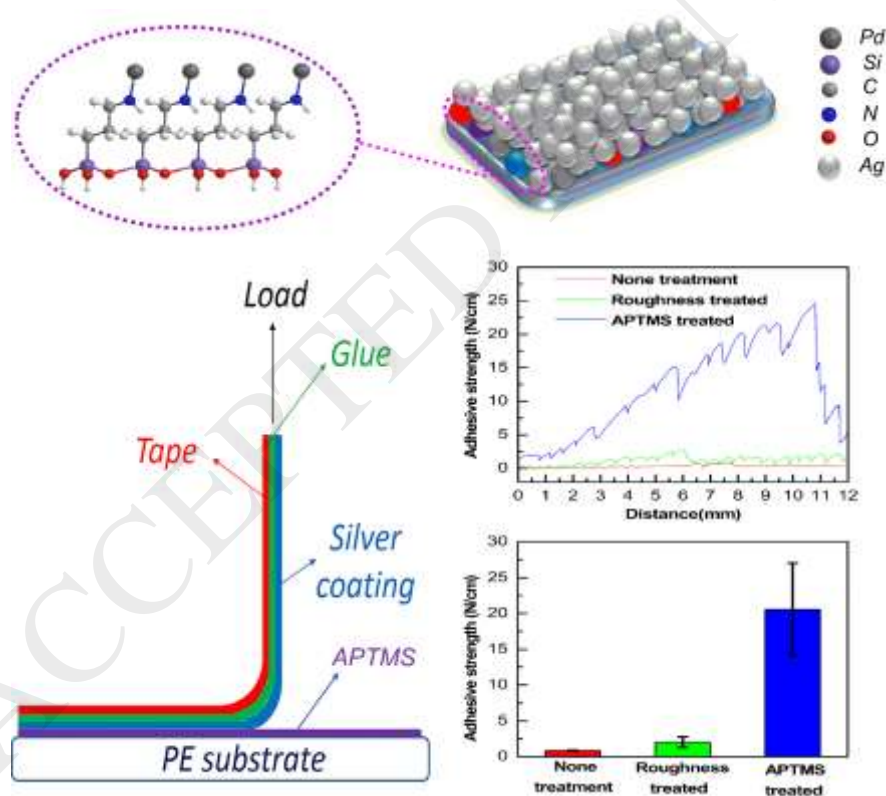 Pd
Si
C
N
O
Ag
Load
Glue
Tape
Silver
coating
APTMS
PE substrate
30
25
20
15
10
5
0
Adhesive strength (N/cm)
None treatment
Roughness treated
APTMS treated
0 1 2 3 4 5 6 7 8 9 10 11 12
Distance(mm)
30
25
20
15
10
5
0
Adhesive strength (N/cm)
None
treatment
Roughness
treated
APTMS
treated
ACCEPTED